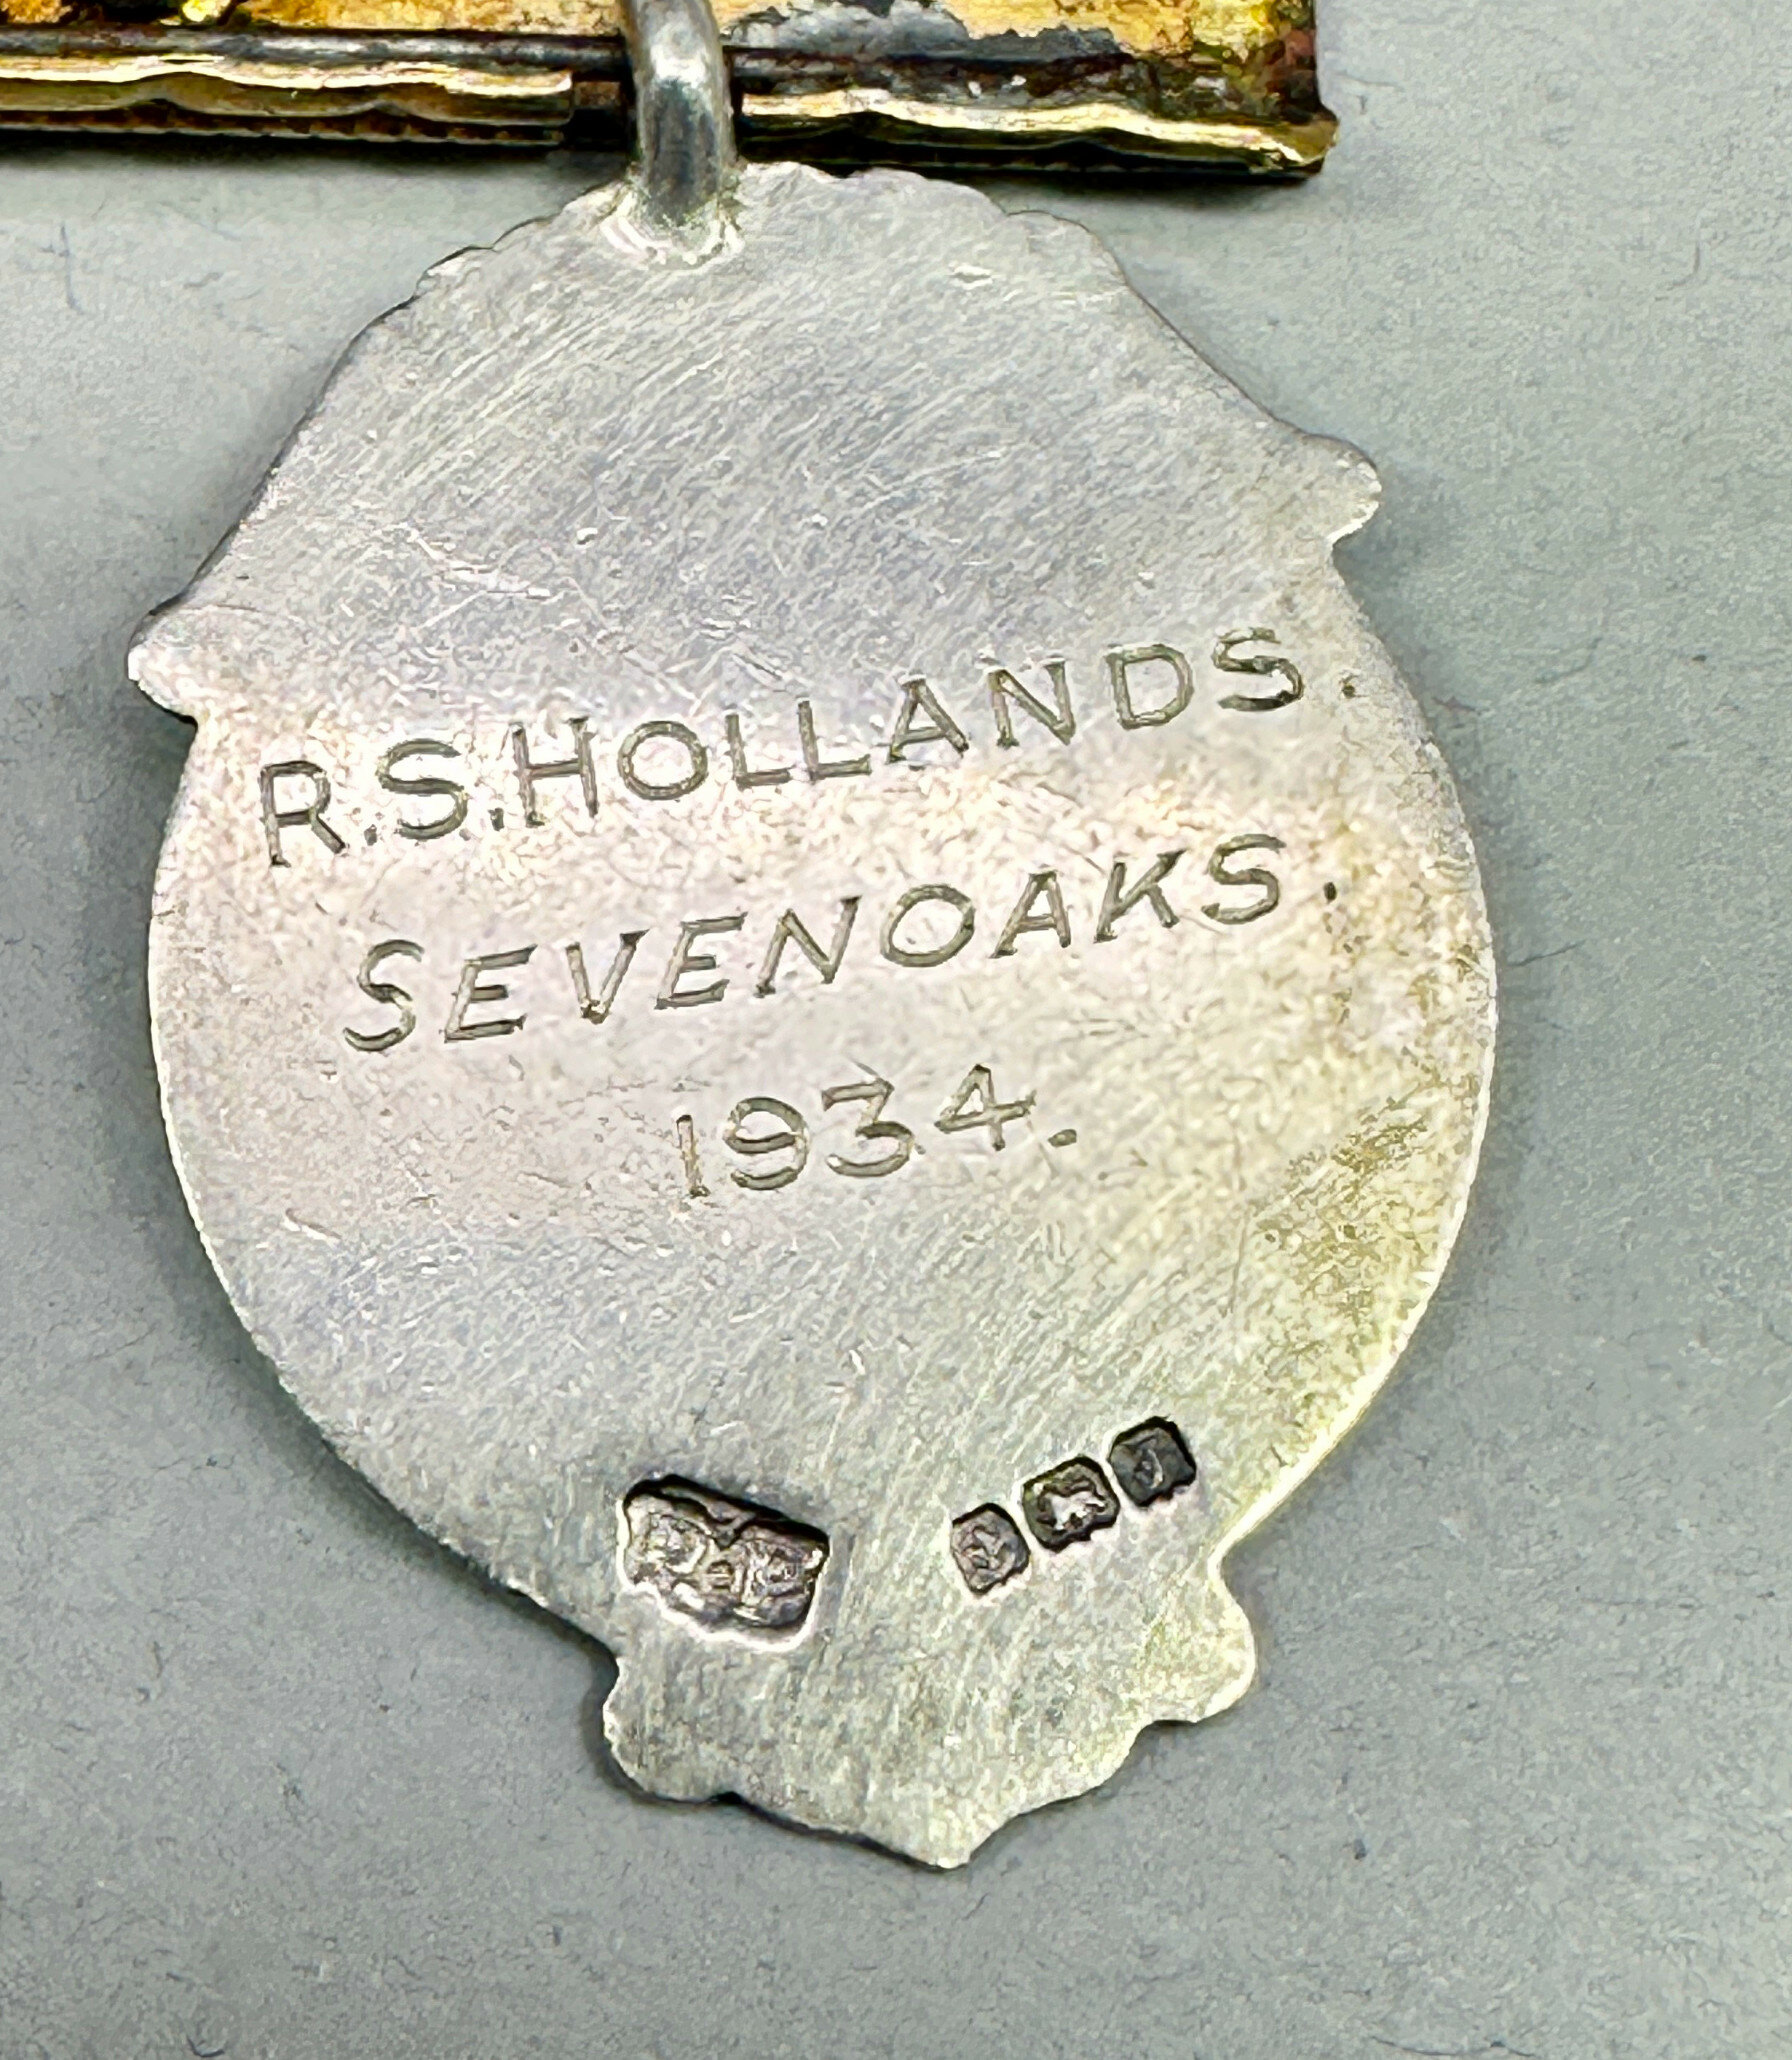 R.S.HOLLANDS.
SEVENOAKS.
1934.